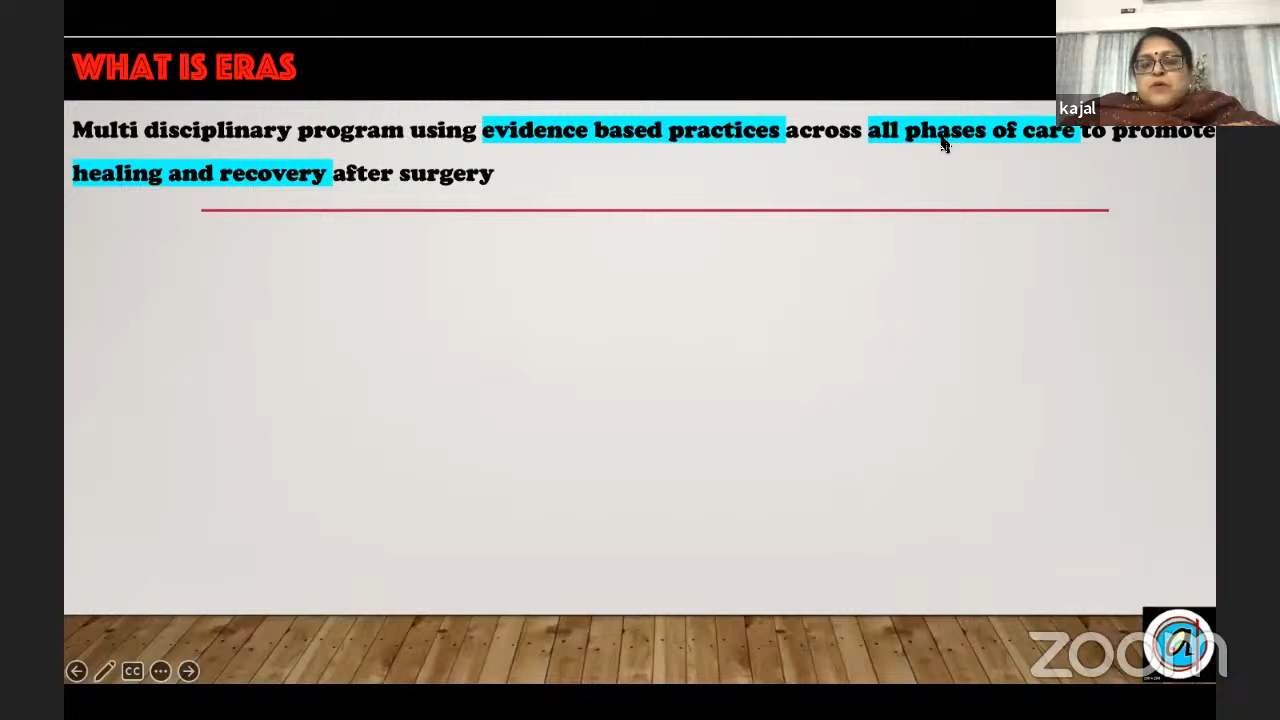 WHAT IS ERAS
kajal
Multi disciplinary program using evidence based practices across all phases of care to promote
healing and recovery after surgery
CC
zoom